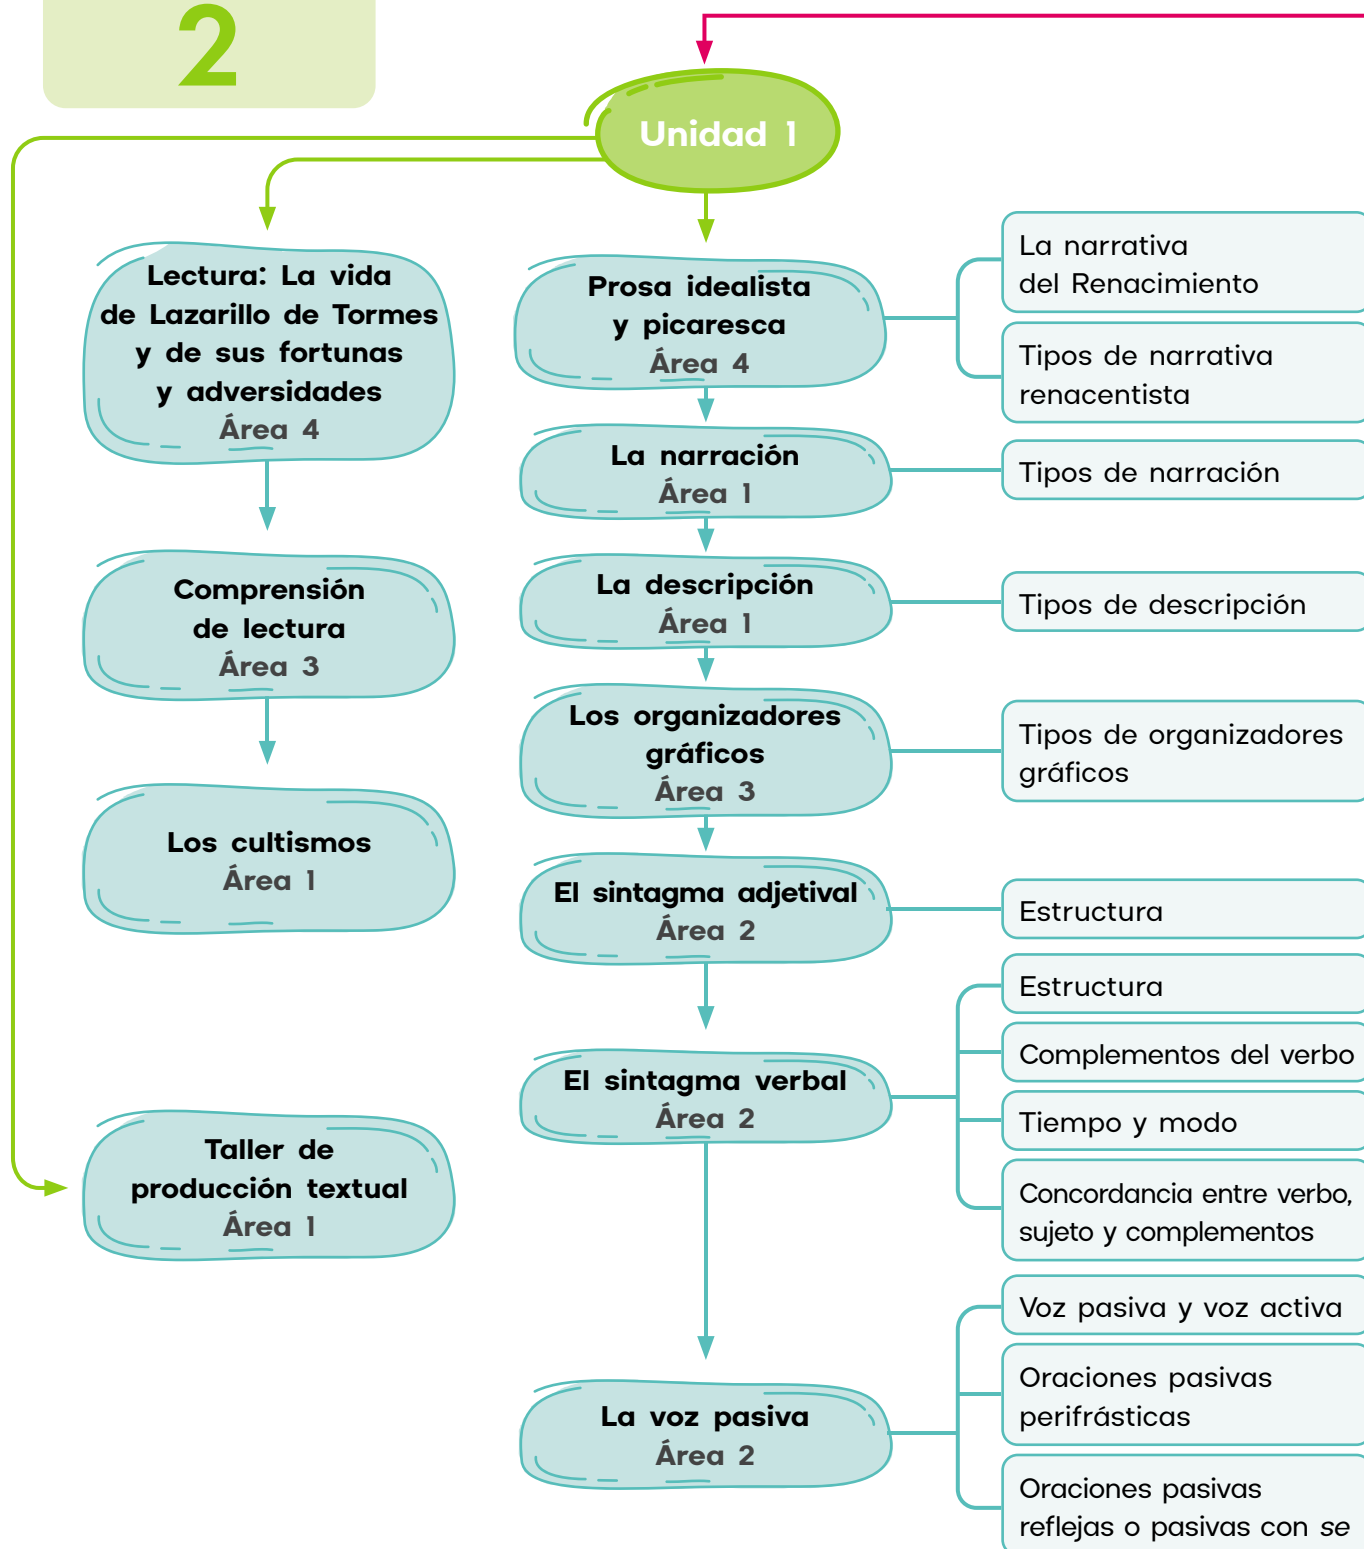 2
Unidad 1
Lectura: La vida
de Lazarillo de Tormes
y de sus fortunas
y adversidades
Área 4
Comprensión
de lectura
Área 3
Los cultismos
Área 1
Taller de
producción textual
Área 1
Prosa idealista
y picaresca
Área 4
La narrativa
del Renacimiento
Tipos de narrativa
renacentista
La narración
Área 1
Tipos de narración
La descripción
Área 1
Tipos de descripción
Los organizadores
gráficos
Área 3
Tipos de organizadores
gráficos
El sintagma adjetival
Área 2
Estructura
El sintagma verbal
Área 2
Estructura
Complementos del verbo
Tiempo y modo
Concordancia entre verbo,
sujeto y complementos
La voz pasiva
Área 2
Voz pasiva y voz activa
Oraciones pasivas
perifrásticas
Oraciones pasivas
reflejas o pasivas con se